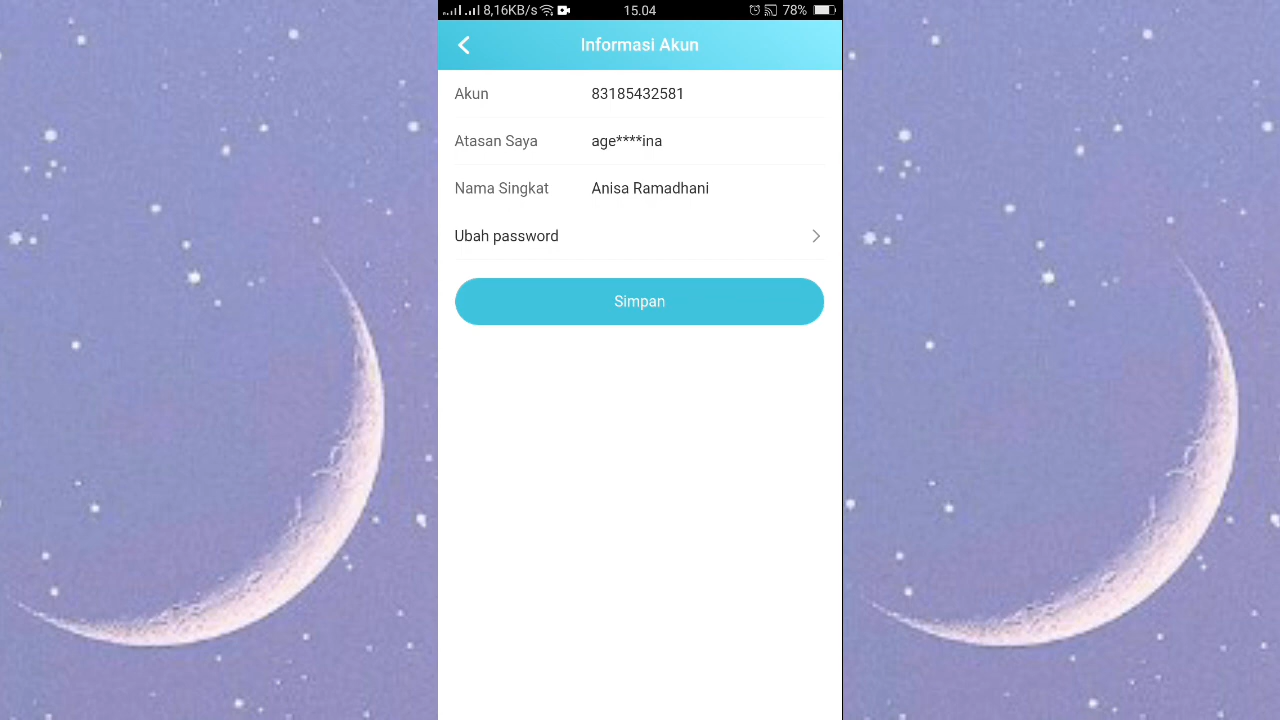 8,16KB/s 15.04 78%
Informasi Akun
Akun 83185432581
Atasan Saya age****ina
Nama Singkat Anisa Ramadhani
Ubah password
Simpan